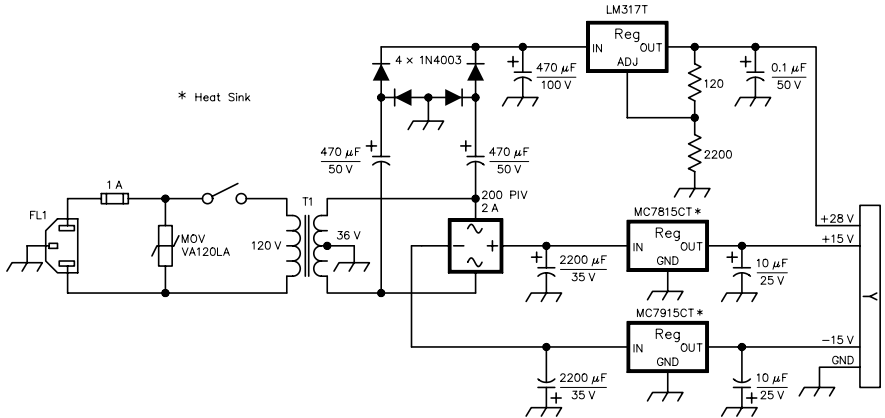 LM317T
Reg
IN
OUT
ADJ
4 × 1N4003
+
470 µF
100 V
120
+
0.1 µF
50 V
* Heat Sink
+
470 µF
50 V
+
470 µF
50 V
2200
1 A
T1
200 PIV
2 A
FL1
MOV
VA120LA
120 V
36 V
−
+
MC7815CT *
Reg
IN
OUT
GND
+28 V
+15 V
+
2200 µF
35 V
+
10 µF
25 V
Y
MC7915CT *
Reg
IN
OUT
GND
−15 V
GND
2200 µF
35 V
+
10 µF
25 V
+